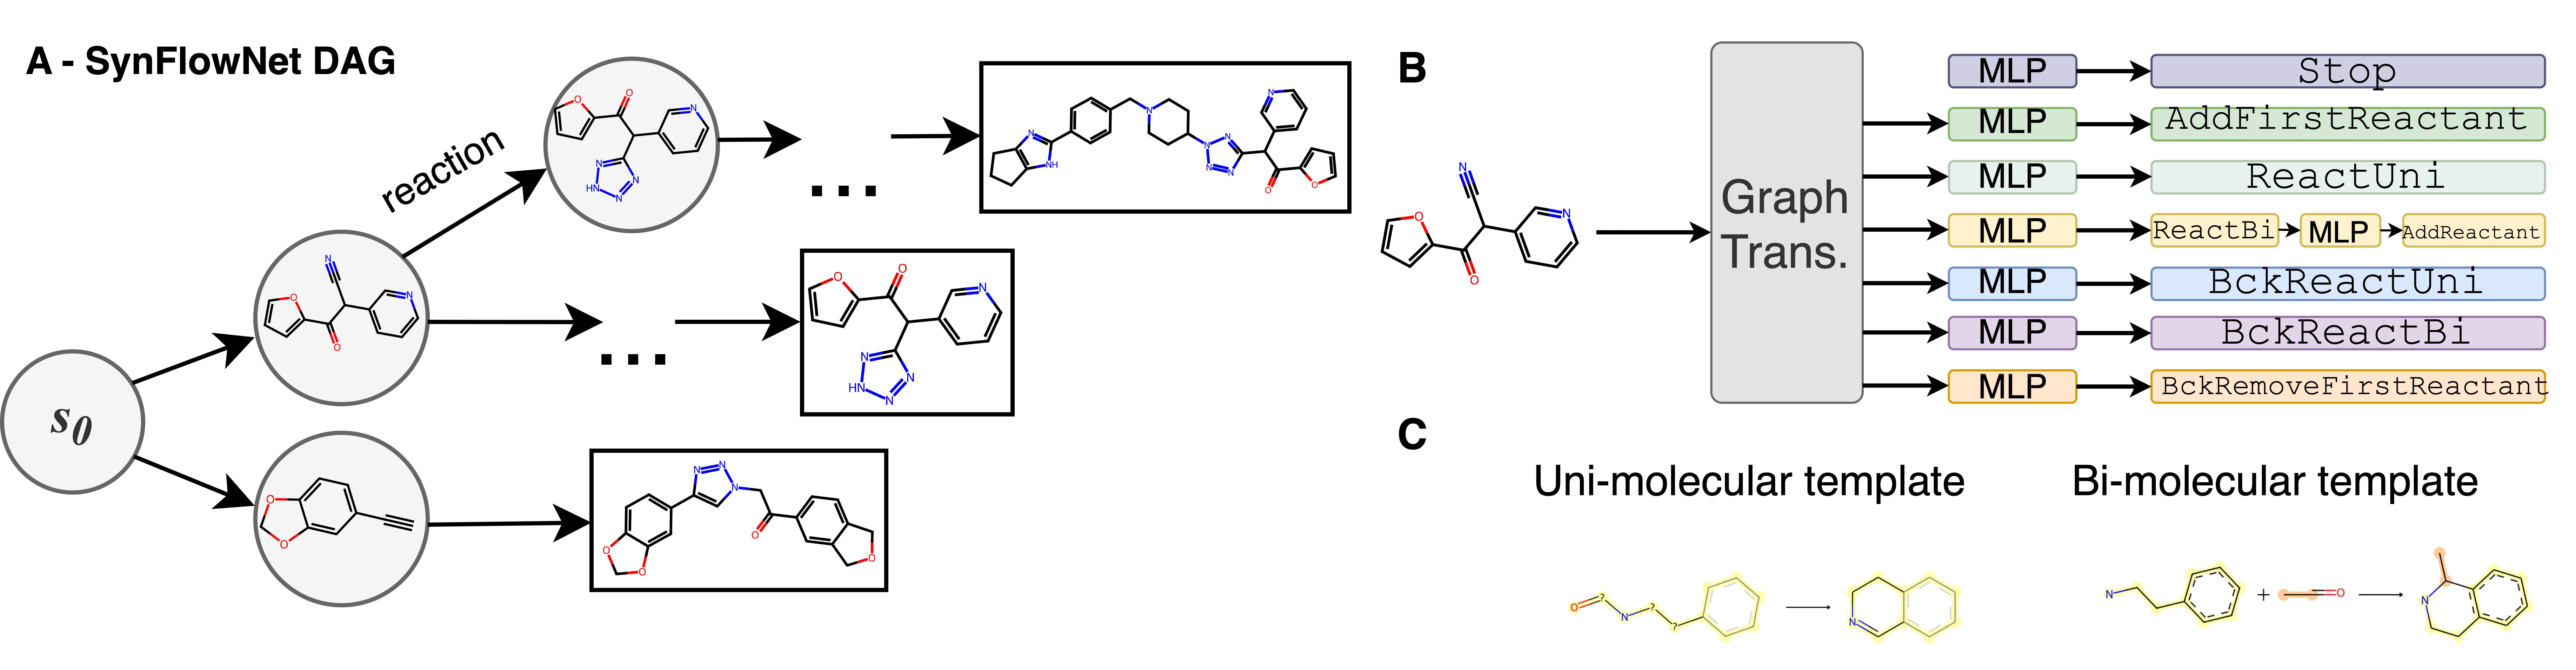 A - SynFlowNet DAG
reaction
s0
...
...
B
Graph
Trans.
MLP Stop
MLP AddFirstReactant
MLP ReactUni
MLP ReactBi MLP AddReactant
MLP BckReactUni
MLP BckReactBi
MLP BckRemoveFirstReactant
C
Uni-molecular template
Bi-molecular template
+